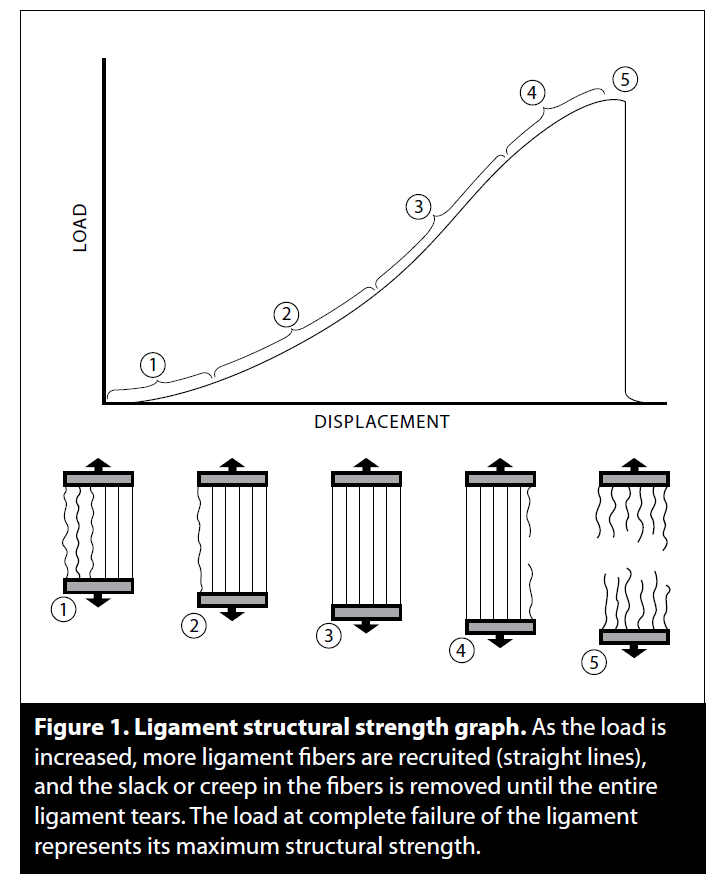 5
4
3
2
1
LOAD
DISPLACEMENT
1
2
3
4
5
Figure 1. Ligament structural strength graph. As the load is
increased, more ligament fibers are recruited (straight lines),
and the slack or creep in the fibers is removed until the entire
ligament tears. The load at complete failure of the ligament
represents its maximum structural strength.